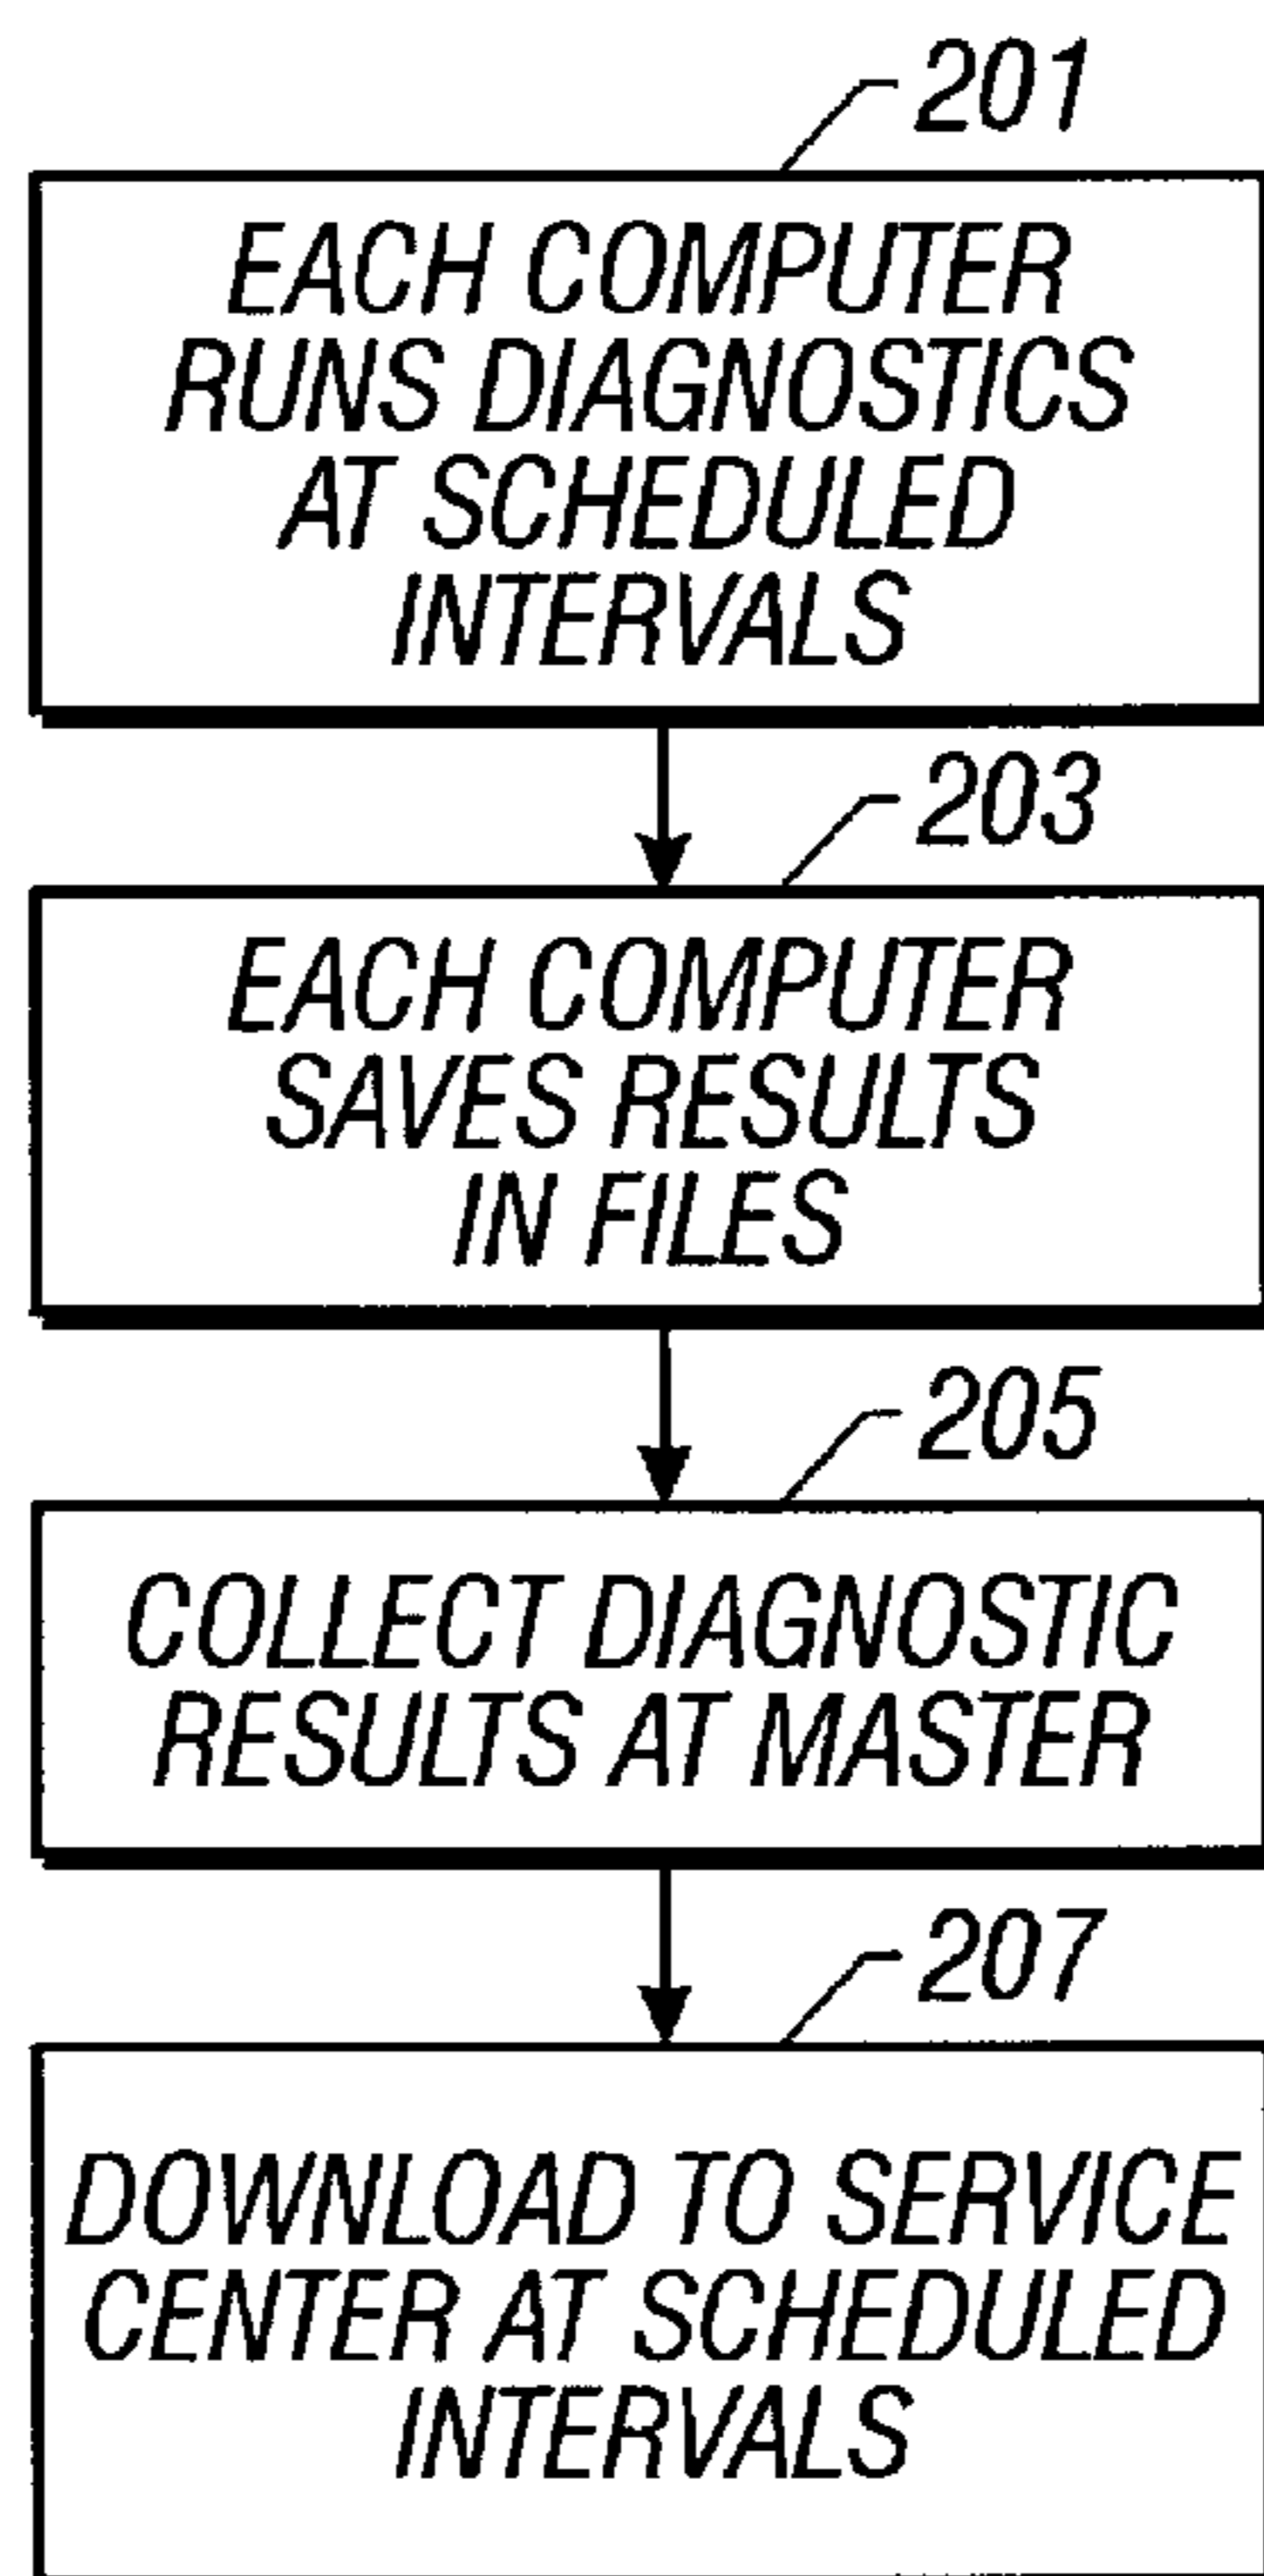 201
EACH COMPUTER
RUNS DIAGNOSTICS
AT SCHEDULED
INTERVALS
203
EACH COMPUTER
SAVES RESULTS
IN FILES
205
COLLECT DIAGNOSTIC
RESULTS AT MASTER
207
DOWNLOAD TO SERVICE
CENTER AT SCHEDULED
INTERVALS